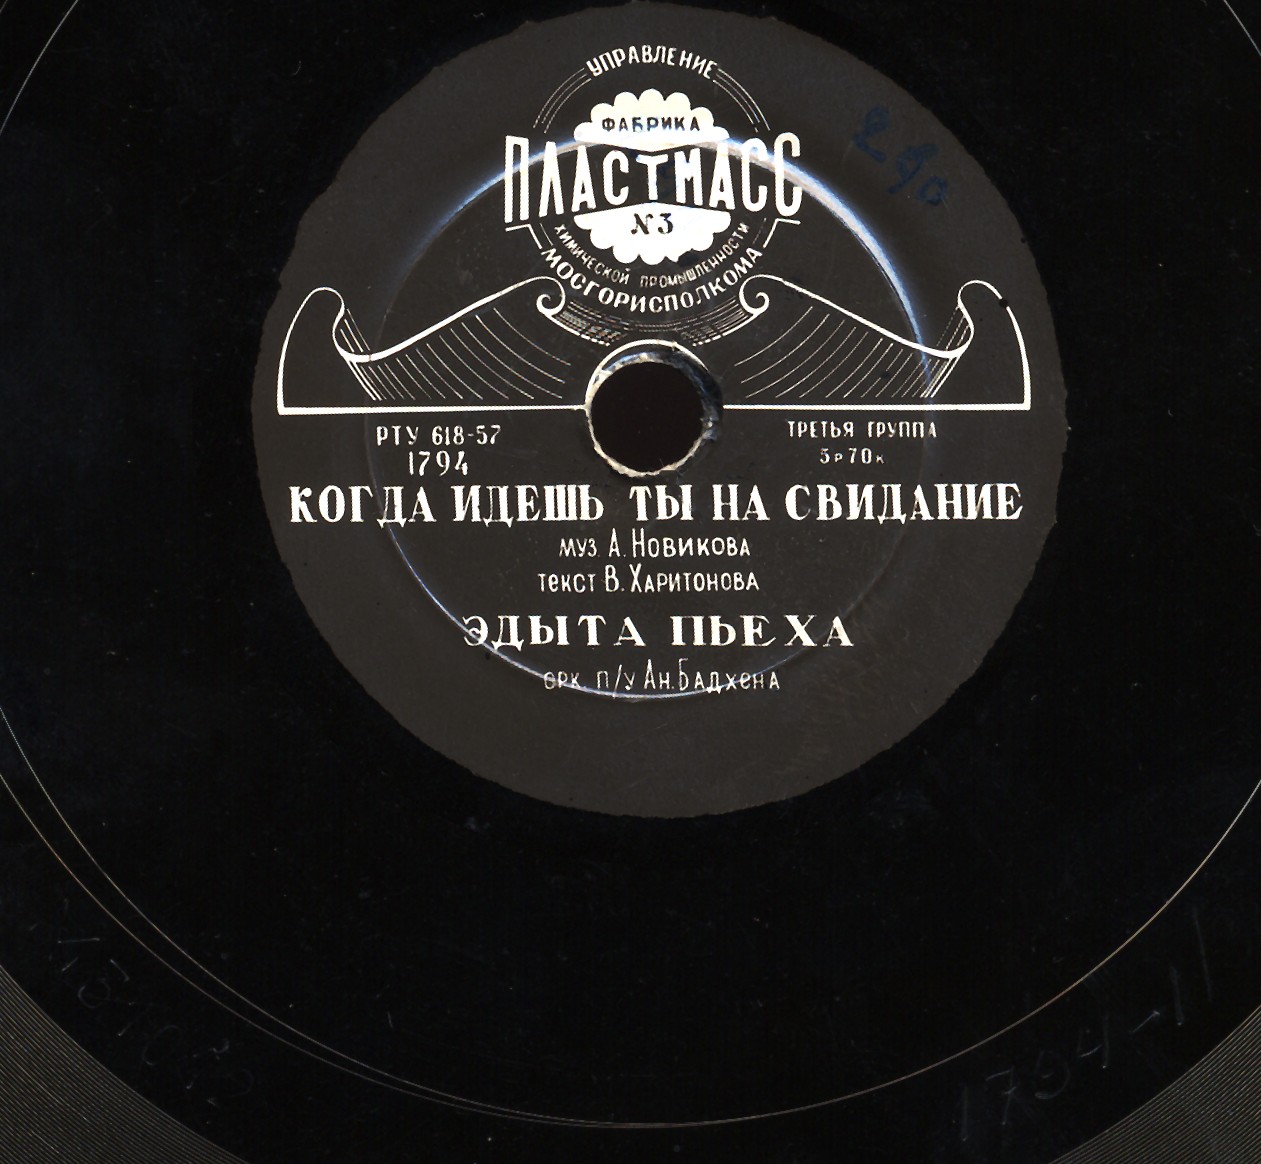 УПРАВЛЕНИЕ
ФАБРИКА
ПЛАСТМАСС
№3
ХИМИЧЕСКОЙ ПРОМЫШЛЕННОСТИ
МОСГОРИСПОЛКОМА
РТУ 618-57
1794
ТРЕТЬЯ ГРУППА
5р70к
КОГДА ИДЕШЬ ТЫ НА СВИДАНИЕ
муз. А. Новикова
текст В. Харитонова
ЭДЫТА ПЬЕХА
орк. п/у Ан. Бадхена